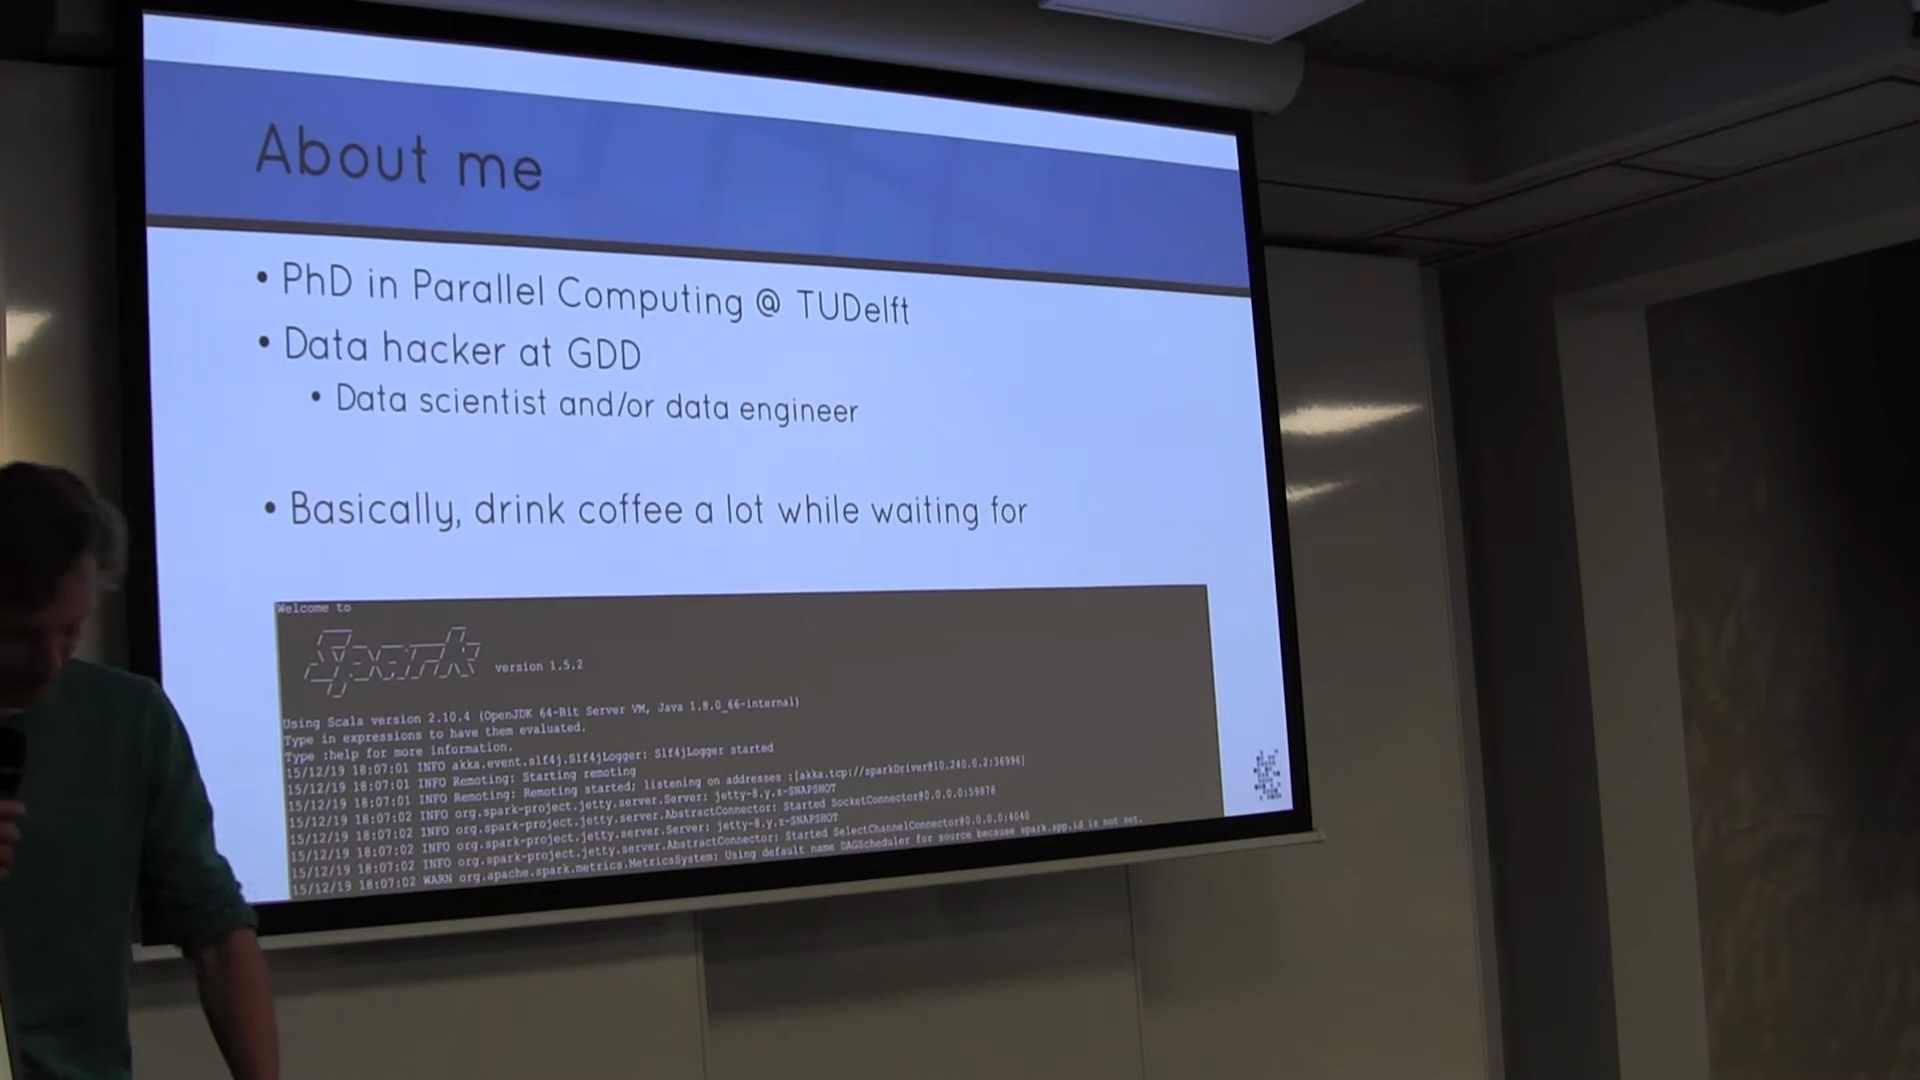 About me
• PhD in Parallel Computing @ TUDelft
• Data hacker at GDD
• Data scientist and/or data engineer
• Basically, drink coffee a lot while waiting for
Welcome to
Spark version 1.5.2
Using Scala version 2.10.4 (OpenJDK 64-Bit Server VM, Java 1.8.0_66-internal)
Type in expressions to have them evaluated.
Type :help for more information.
15/12/19 18:07:01 INFO akka.event.slf4j.Slf4jLogger: Slf4jLogger started
15/12/19 18:07:01 INFO Remoting: Starting remoting
15/12/19 18:07:01 INFO Remoting: Remoting started; listening on addresses :[akka.tcp://sparkDriver@10.240.0.2:36996]
15/12/19 18:07:02 INFO org.spark-project.jetty.server.Server: jetty-8.y.z-SNAPSHOT
15/12/19 18:07:02 INFO org.spark-project.jetty.server.AbstractConnector: Started SocketConnector@0.0.0.0:59878
15/12/19 18:07:02 INFO org.spark-project.jetty.server.Server: jetty-8.y.z-SNAPSHOT
15/12/19 18:07:02 INFO org.spark-project.jetty.server.AbstractConnector: Started SelectChannelConnector@0.0.0.0:4040
15/12/19 18:07:02 WARN org.apache.spark.metrics.MetricsSystem: Using default name DAGScheduler for source because spark.app.id is not set.